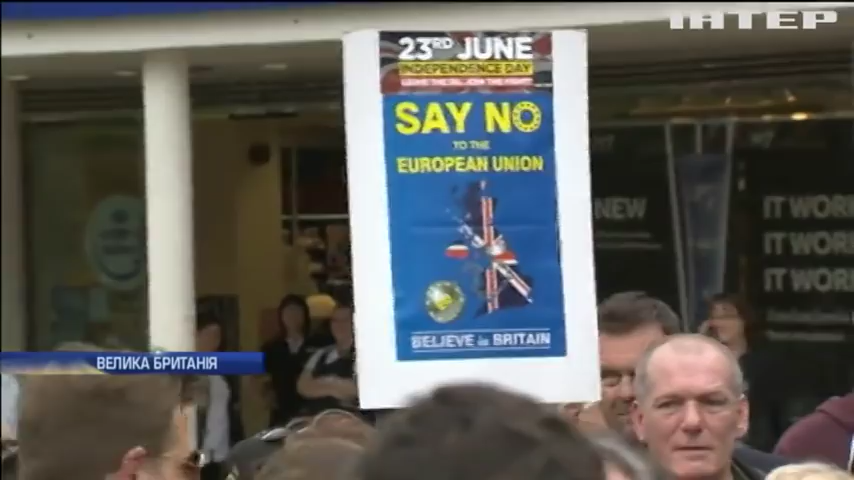 ІНТЕР
23RD JUNE
INDEPENDENCE DAY
SAY NO
TO THE
EUROPEAN UNION
BELIEVE in BRITAIN
NEW
IT WOR
IT WOR
IT WOR
ВЕЛИКА БРИТАНІЯ